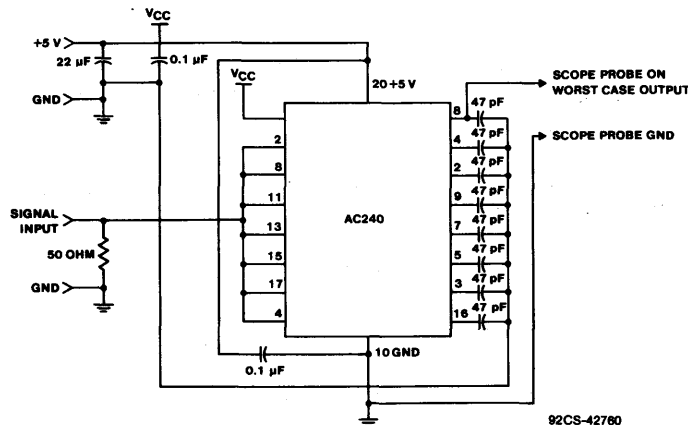 VCC
+5 V
22 µF
0.1 µF
GND
VCC
20+5 V
SCOPE PROBE ON
WORST CASE OUTPUT
SCOPE PROBE GND
2
8
11
13
15
17
4
SIGNAL
INPUT
50 OHM
GND
AC240
8
47 pF
4
47 pF
2
47 pF
9
47 pF
7
47 pF
5
47 pF
3
47 pF
16
47 pF
10 GND
0.1 µF
92CS-42760